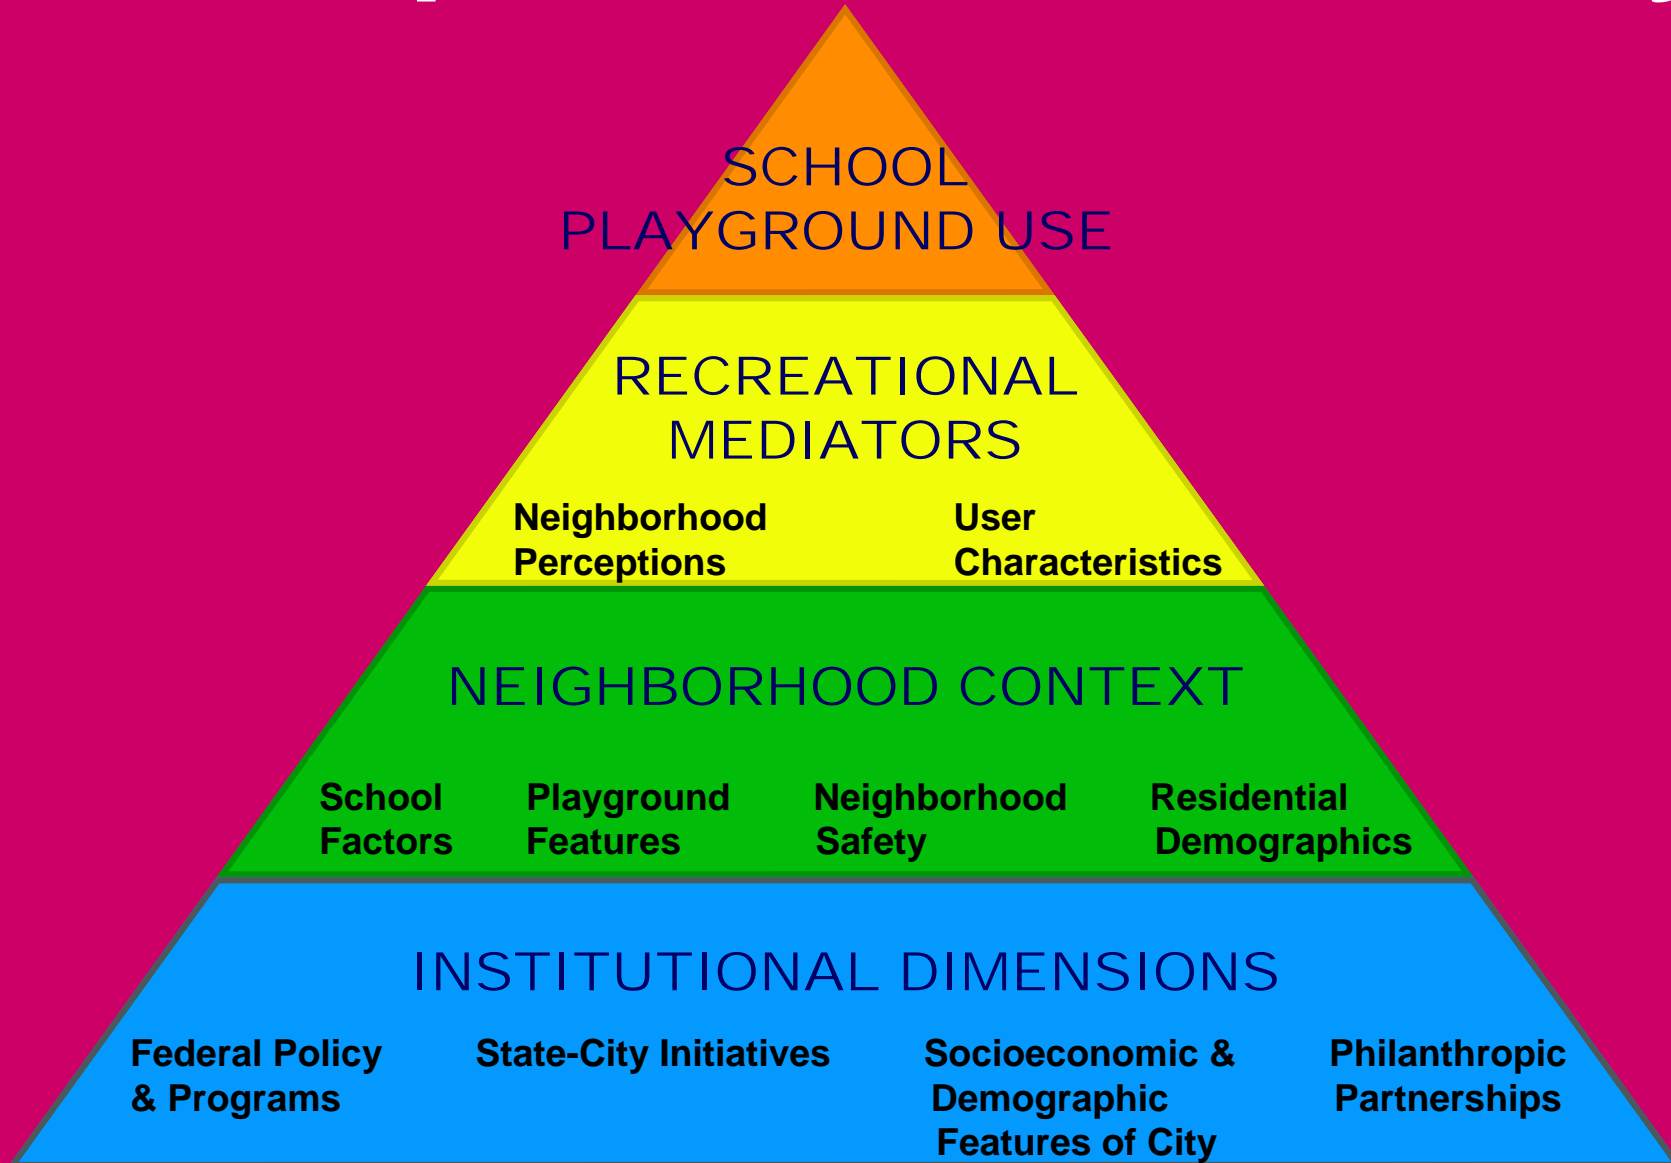 SCHOOL
PLAYGROUND USE
RECREATIONAL
MEDIATORS
Neighborhood
Perceptions
User
Characteristics
NEIGHBORHOOD CONTEXT
School
Factors
Playground
Features
Neighborhood
Safety
Residential
Demographics
INSTITUTIONAL DIMENSIONS
Federal Policy
& Programs
State-City Initiatives
Socioeconomic &
Demographic
Features of City
Philanthropic
Partnerships